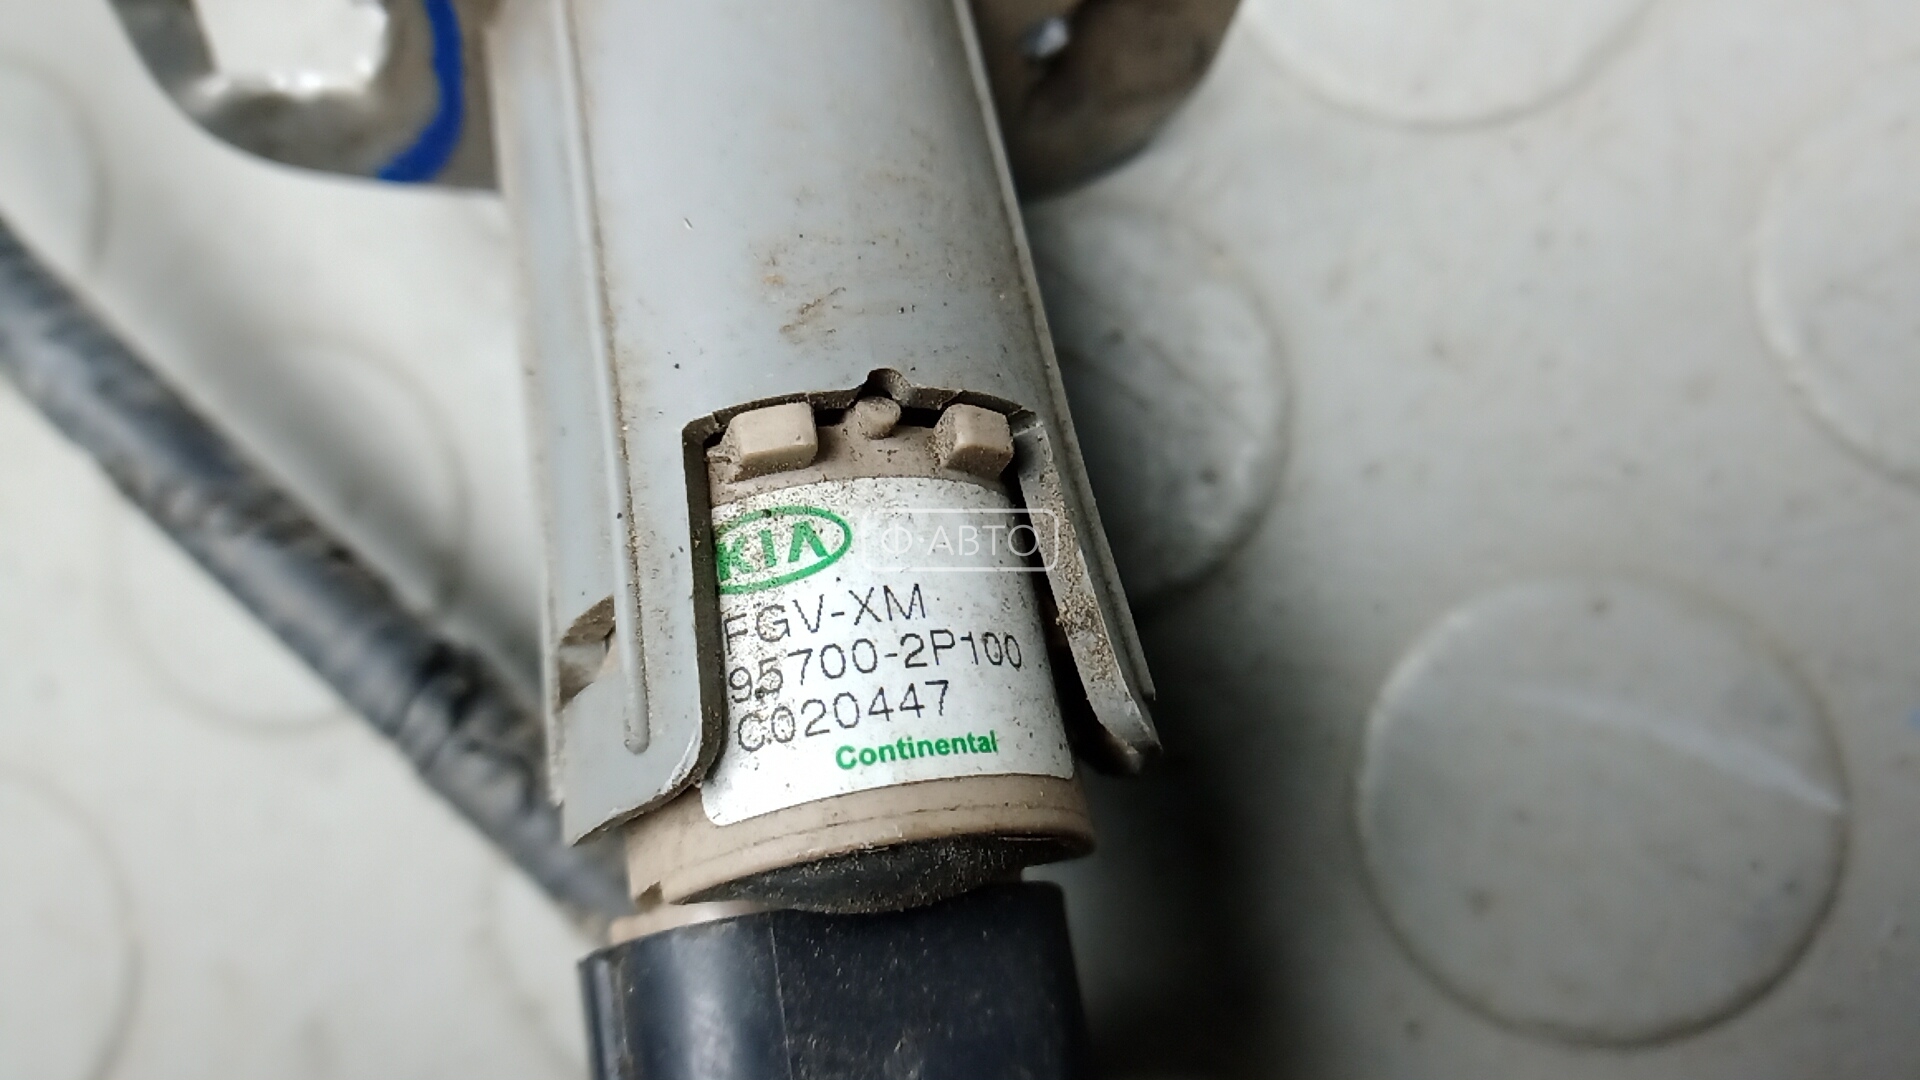 KIA
Ф·АВТО
FGV-XM
95700-2P100
C020447
Continental